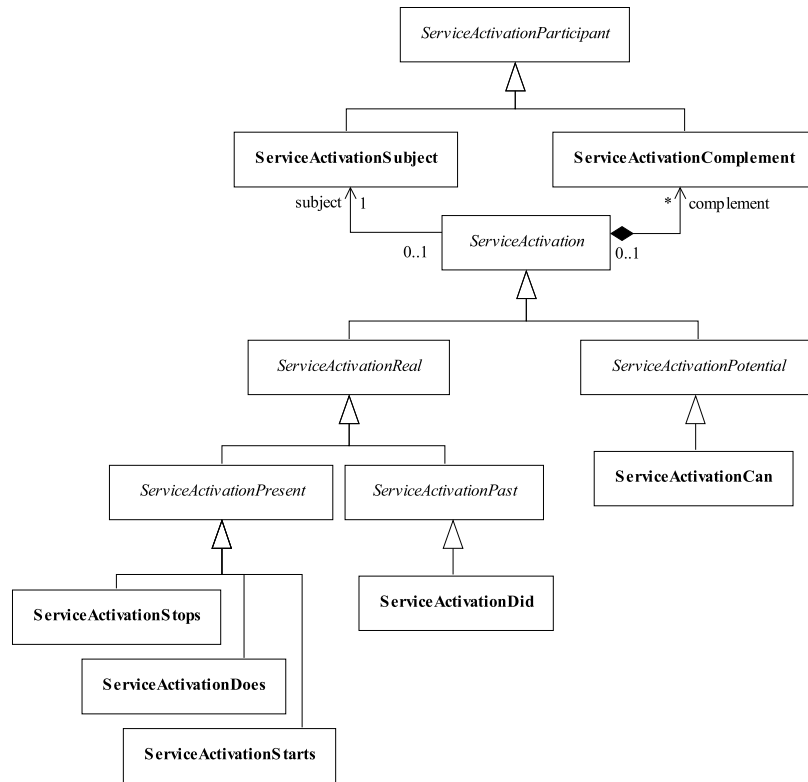 ServiceActivationParticipant
ServiceActivationSubject
ServiceActivationComplement
subject
1
*
complement
0..1
ServiceActivation
0..1
ServiceActivationReal
ServiceActivationPotential
ServiceActivationPresent
ServiceActivationPast
ServiceActivationCan
ServiceActivationStops
ServiceActivationDid
ServiceActivationDoes
ServiceActivationStarts